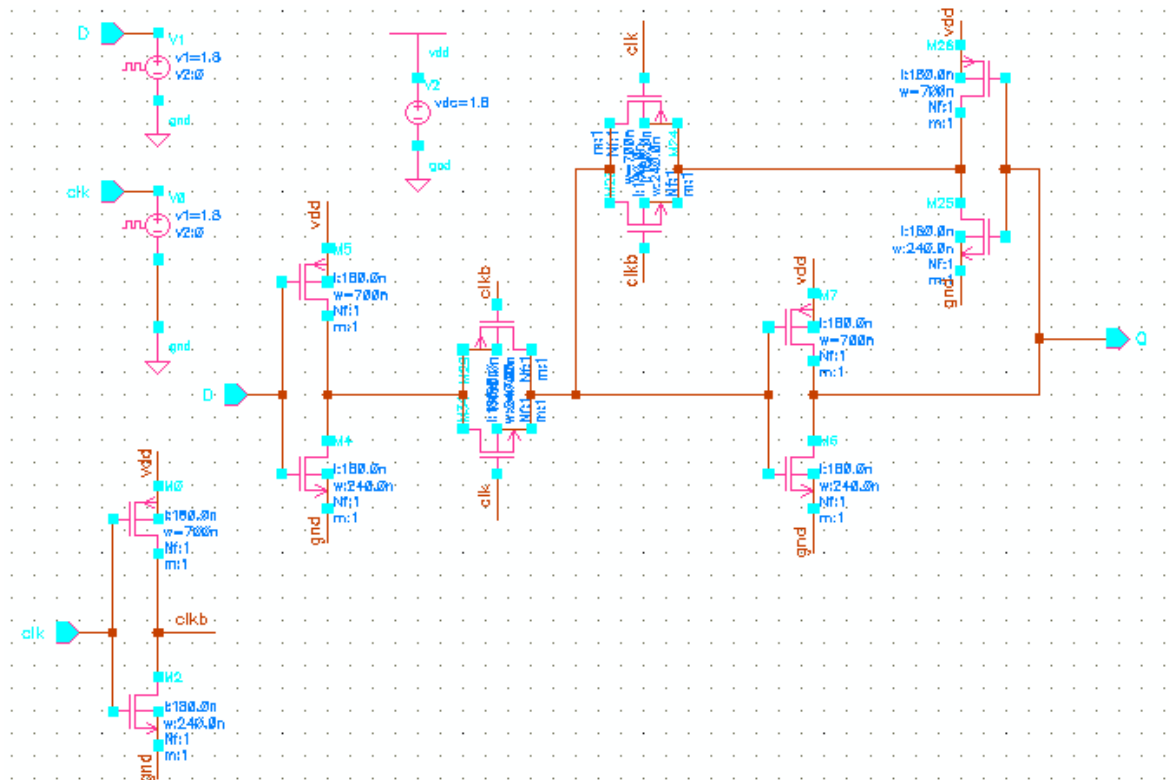 D
V1
v1=1.8
v2:0
gnd
vdd
V2
vdc=1.8
gnd
clk
V0
v1=1.8
v2:0
gnd
clk
clkb
vdd
M26
l:180.0n
w=700n
Nf:1
m:1
M25
l:180.0n
w:240.0n
Nf:1
m:1
gnd
vdd
M5
l:180.0n
w=700n
Nf:1
m:1
D
M4
l:180.0n
w:240.0n
Nf:1
m:1
gnd
clkb
clk
vdd
M7
l:180.0n
w=700n
Nf:1
m:1
M6
l:180.0n
w:240.0n
Nf:1
m:1
gnd
Q
vdd
M0
l:180.0n
w=700n
Nf:1
m:1
clk
clkb
M2
l:180.0n
w:240.0n
Nf:1
m:1
gnd